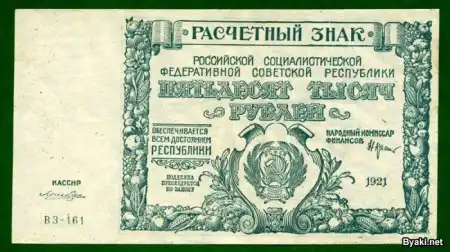 РАСЧЕТНЫЙ ЗНАК
РОССИЙСКОЙ СОЦИАЛИСТИЧЕСКОЙ
ФЕДЕРАТИВНОЙ СОВЕТСКОЙ РЕСПУБЛИКИ
ПЯТЬДЕСЯТ ТЫСЯЧ
РУБЛЕЙ
ОБЕСПЕЧИВАЕТСЯ
ВСЕМ ДОСТОЯНИЕМ
РЕСПУБЛИКИ
НАРОДНЫЙ КОМИССАР
ФИНАНСОВ
ПОДДЕЛКА
ПРЕСЛЕДУЕТСЯ
ПО ЗАКОНУ
1921
КАССИР
ВЗ-161
Byaki.net